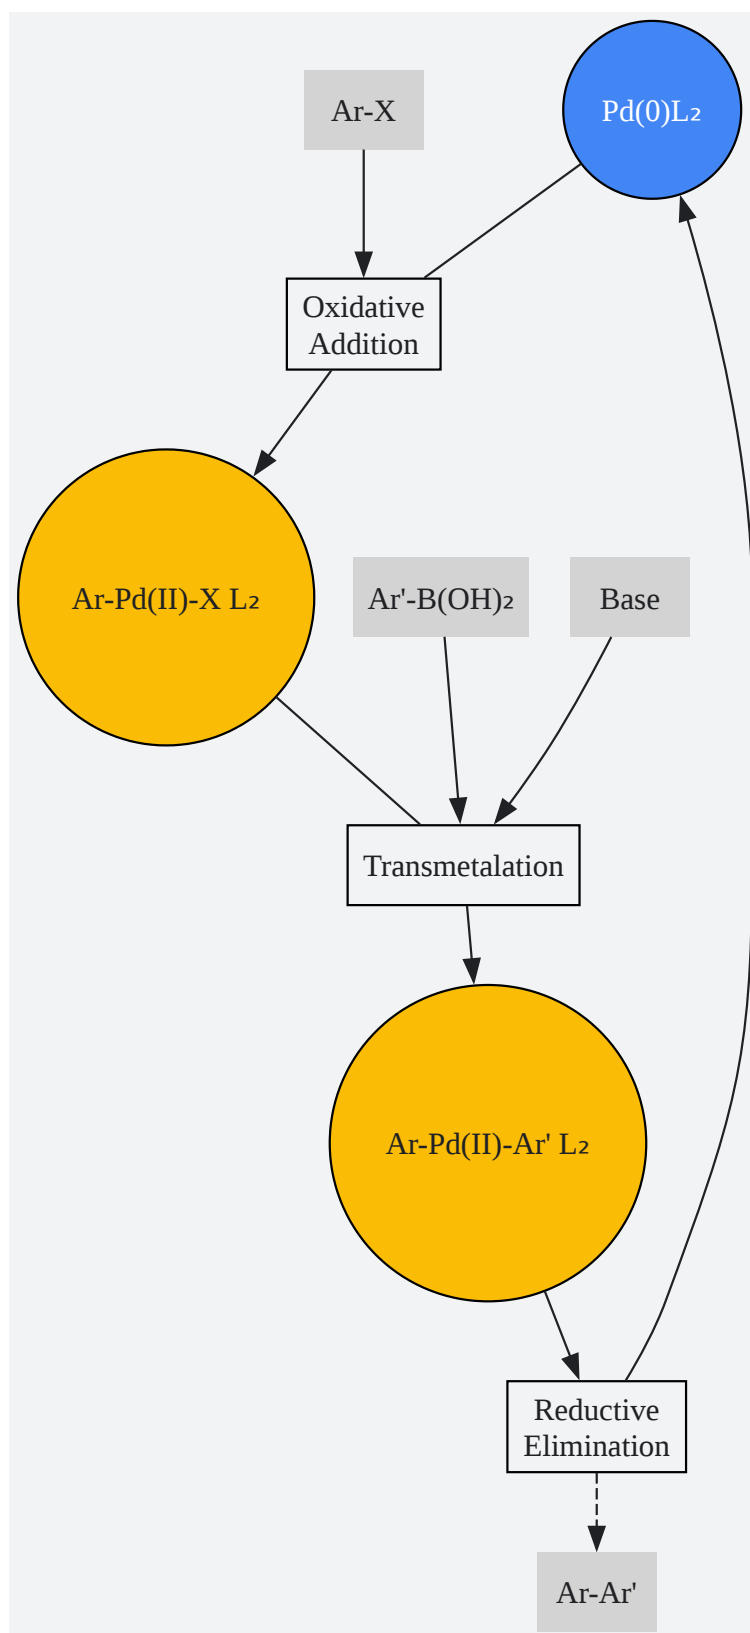 Ar-X
Pd(0)L₂
Oxidative
Addition
Ar-Pd(II)-X L₂
Ar'-B(OH)₂
Base
Transmetalation
Ar-Pd(II)-Ar' L₂
Reductive
Elimination
Ar-Ar'